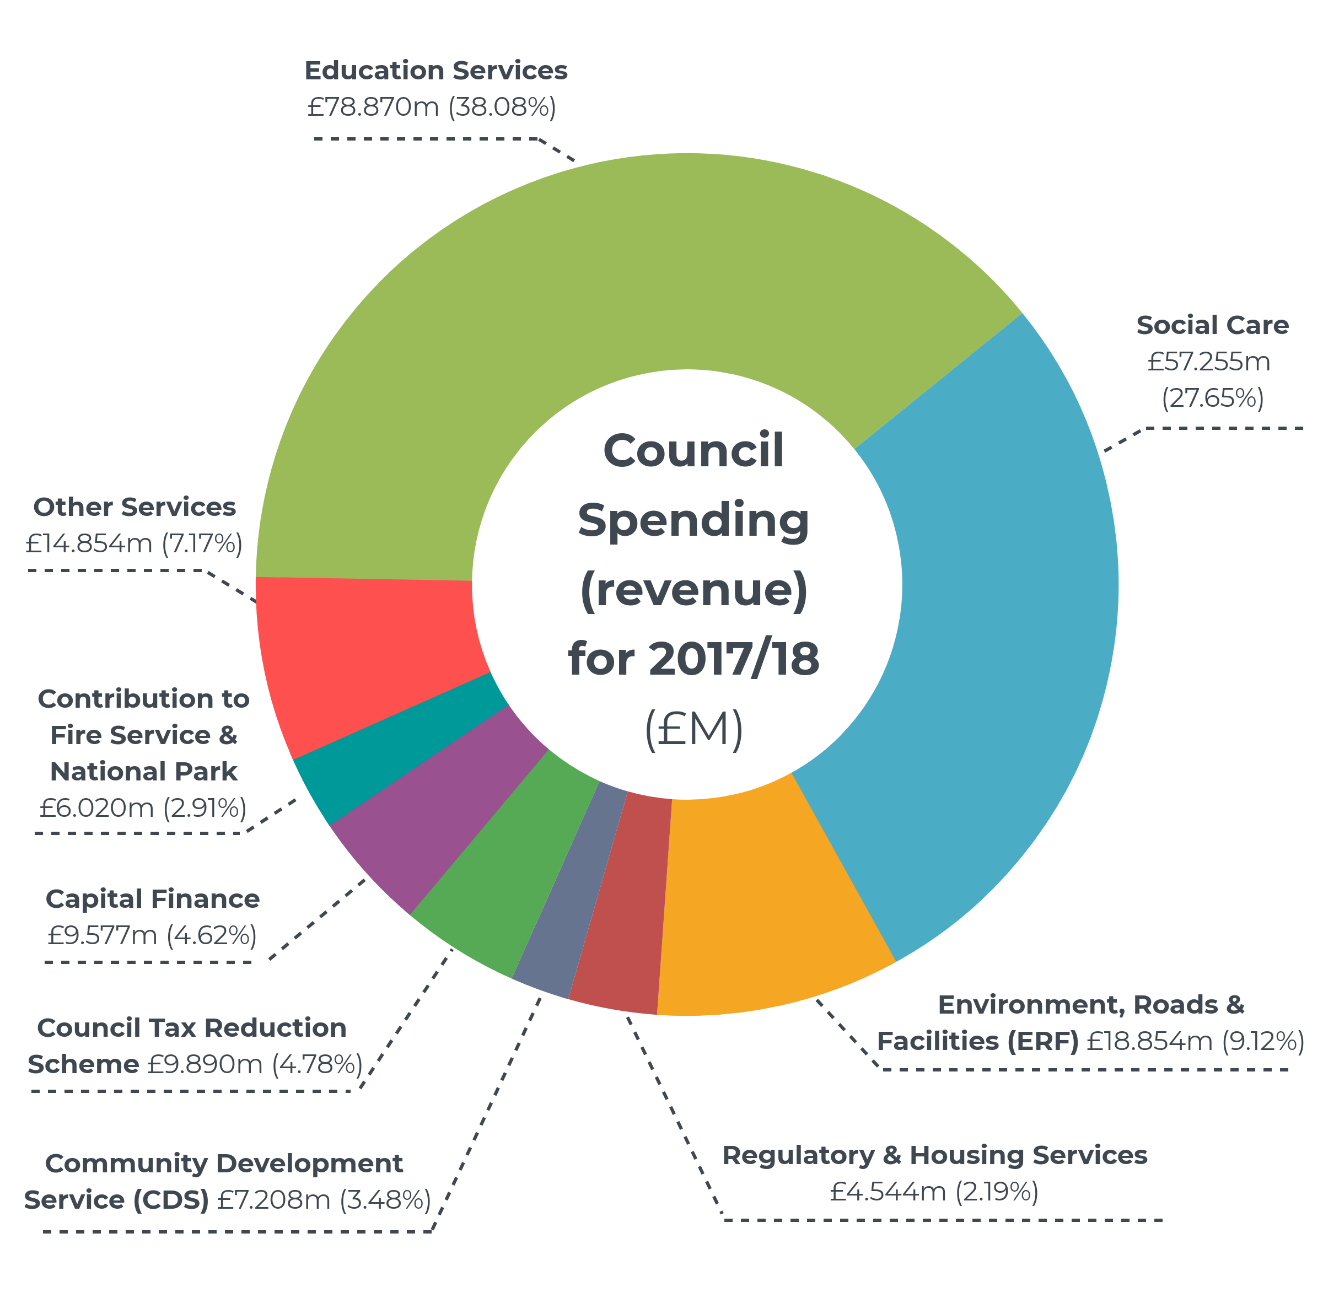 Education Services
£78.870m (38.08%)
Social Care
£57.255m
(27.65%)
Council
Spending
(revenue)
for 2017/18
(£M)
Other Services
£14.854m (7.17%)
Contribution to
Fire Service &
National Park
£6.020m (2.91%)
Capital Finance
£9.577m (4.62%)
Council Tax Reduction
Scheme £9.890m (4.78%)
Community Development
Service (CDS) £7.208m (3.48%)
Environment, Roads &
Facilities (ERF) £18.854m (9.12%)
Regulatory & Housing Services
£4.544m (2.19%)